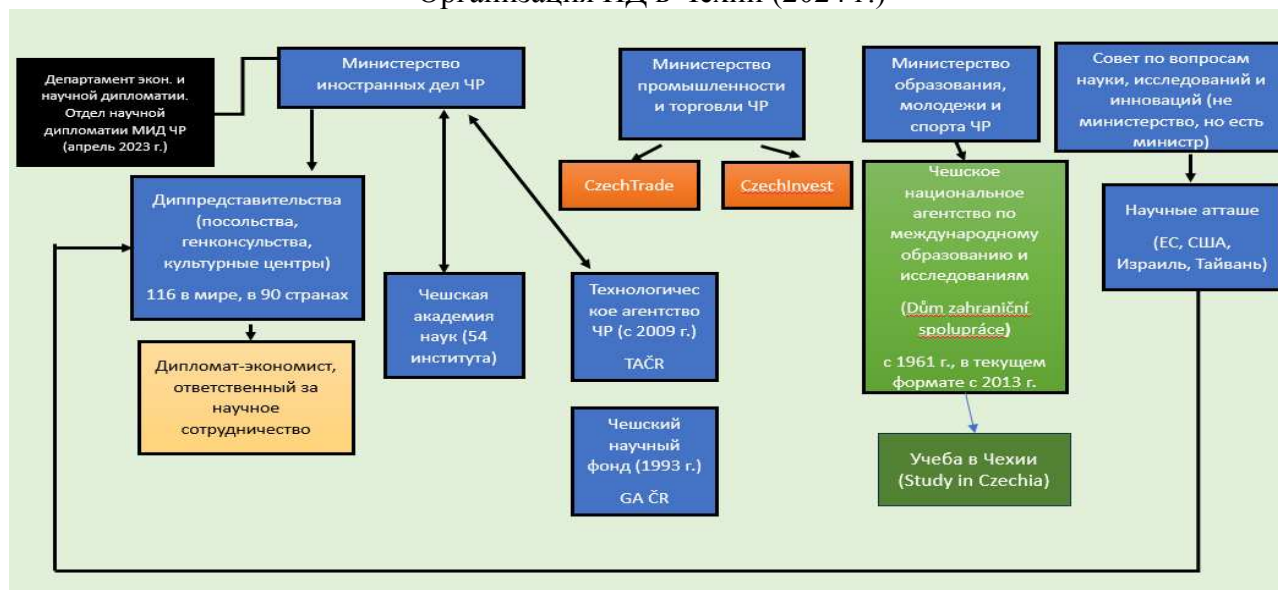 Организация НД в Чехии (2024 г.)
Департамент экон. и
научной дипломатии.
Отдел научной
дипломатии МИД ЧР
(апрель 2023 г.)
Министерство
иностранных дел ЧР
Министерство
промышленности
и торговли ЧР
Министерство
образования,
молодежи и
спорта ЧР
Совет по вопросам
науки, исследований и
инноваций (не
министерство, но есть
министр)
CzechTrade
CzechInvest
Диппредставительства
(посольства,
генконсульства,
культурные центры)
116 в мире, в 90 странах
Чешская
академия
наук (54
института)
Технологичес
кое агентство
ЧР (с 2009 г.)
TAČR
Чешское
национальное
агентство по
международному
образованию и
исследованиям
(Dům zahraniční
spolupráce)
с 1961 г., в текущем
формате с 2013 г.
Научные атташе
(ЕС, США,
Израиль, Тайвань)
Дипломат-экономист,
ответственный за
научное
сотрудничество
Чешский
научный
фонд (1993 г.)
GA ČR
Учеба в Чехии
(Study in Czechia)